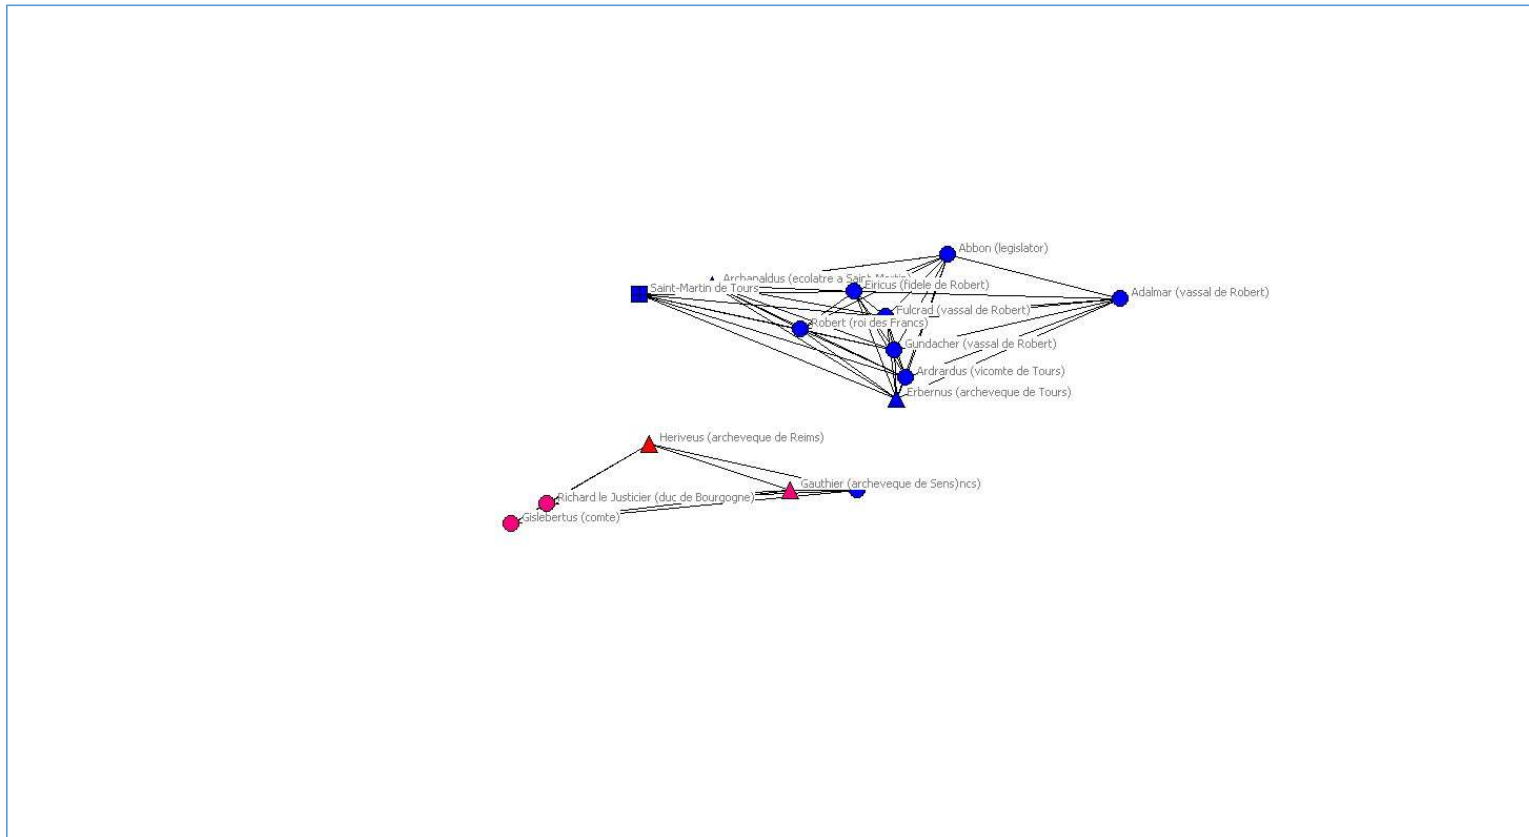 Abbon (legislator)
Archanaldus (ecolatre a Saint-Martin)
Eiricus (fidele de Robert)
Saint-Martin de Tours
Adalmar (vassal de Robert)
Fulcrad (vassal de Robert)
Robert (roi des Francs)
Gundacher (vassal de Robert)
Ardrardus (vicomte de Tours)
Erbernus (archeveque de Tours)
Heriveus (archeveque de Reims)
Gauthier (archeveque de Sens)ncs)
Richard le Justicier (duc de Bourgogne)
Gislebertus (comte)